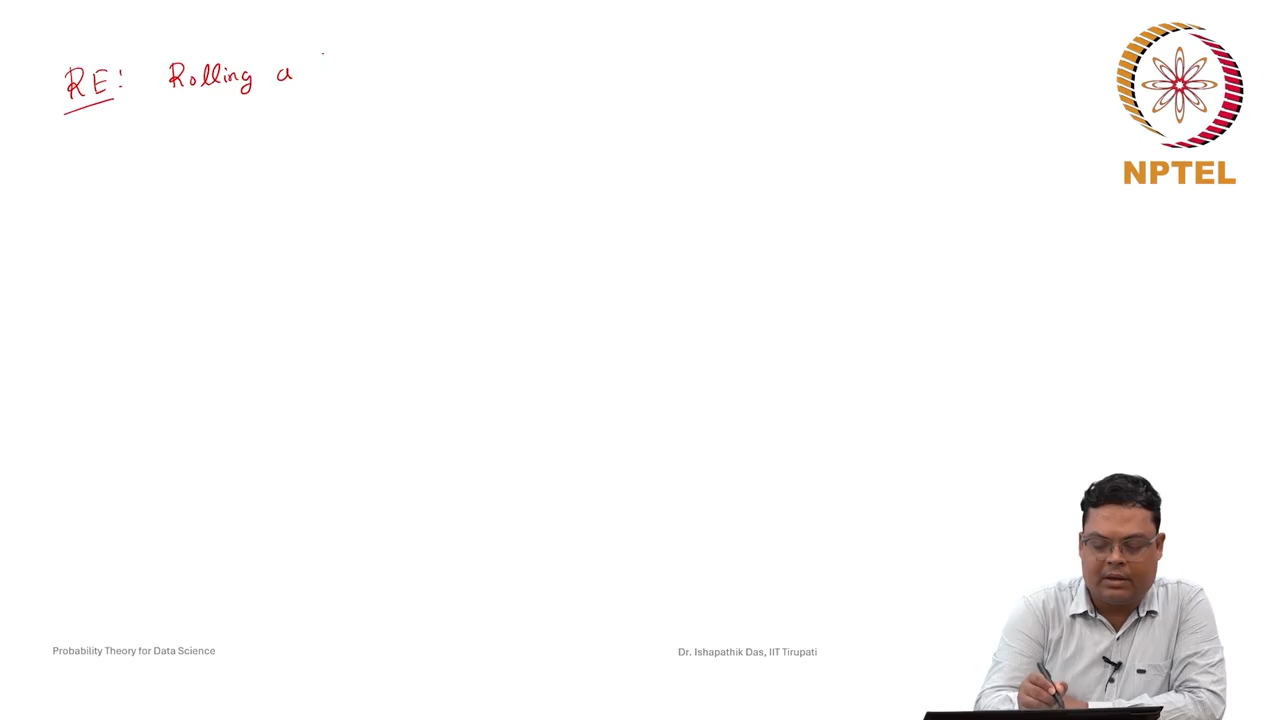 RE: Rolling a
NPTEL
Probability Theory for Data Science
Dr. Ishapathik Das, IIT Tirupati